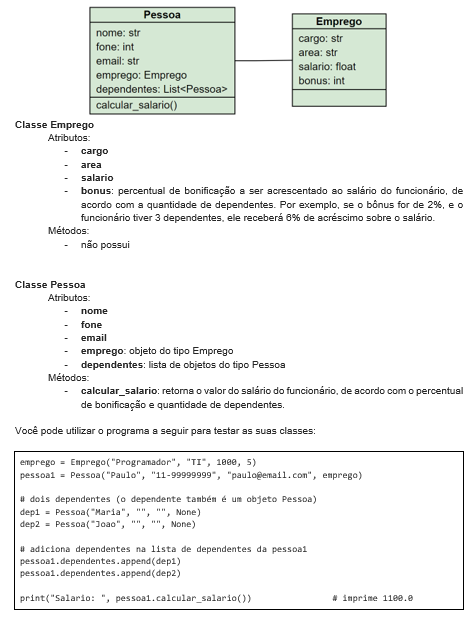 Pessoa
nome: str
fone: int
email: str
emprego: Emprego
dependentes: List<Pessoa>
calcular_salario()
Emprego
cargo: str
area: str
salario: float
bonus: int
Classe Emprego
Atributos:
- cargo
- area
- salario
- bonus: percentual de bonificação a ser acrescentado ao salário do funcionário, de
acordo com a quantidade de dependentes. Por exemplo, se o bônus for de 2%, e o
funcionário tiver 3 dependentes, ele receberá 6% de acréscimo sobre o salário.
Métodos:
- não possui
Classe Pessoa
Atributos:
- nome
- fone
- email
- emprego: objeto do tipo Emprego
- dependentes: lista de objetos do tipo Pessoa
Métodos:
- calcular_salario: retorna o valor do salário do funcionário, de acordo com o percentual
de bonificação e quantidade de dependentes.
Você pode utilizar o programa a seguir para testar as suas classes:
emprego = Emprego("Programador", "TI", 1000, 5)
pessoa1 = Pessoa("Paulo", "11-99999999", "paulo@email.com", emprego)
# dois dependentes (o dependente também é um objeto Pessoa)
dep1 = Pessoa("Maria", "", "", None)
dep2 = Pessoa("Joao", "", "", None)
# adiciona dependentes na lista de dependentes da pessoa1
pessoa1.dependentes.append(dep1)
pessoa1.dependentes.append(dep2)
print("Salario: ", pessoa1.calcular_salario()) # imprime 1100.0